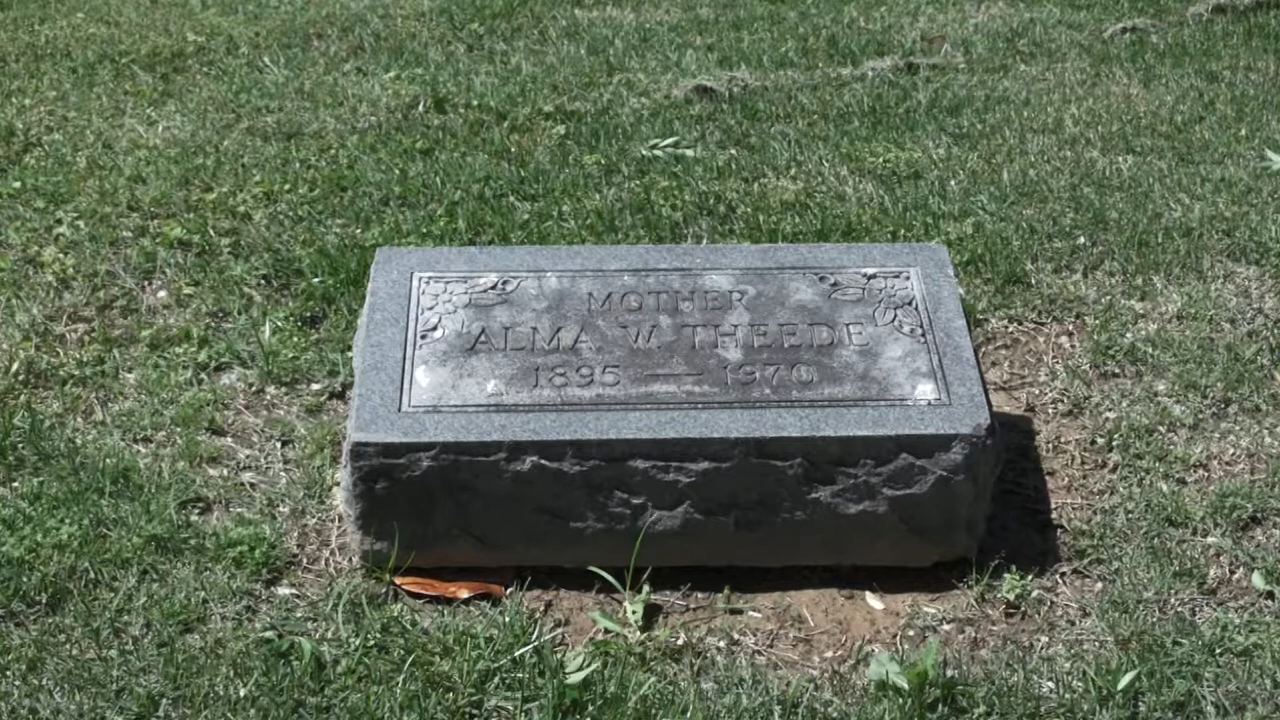 MOTHER
ALMA W. THEEDE
1895 — 1970